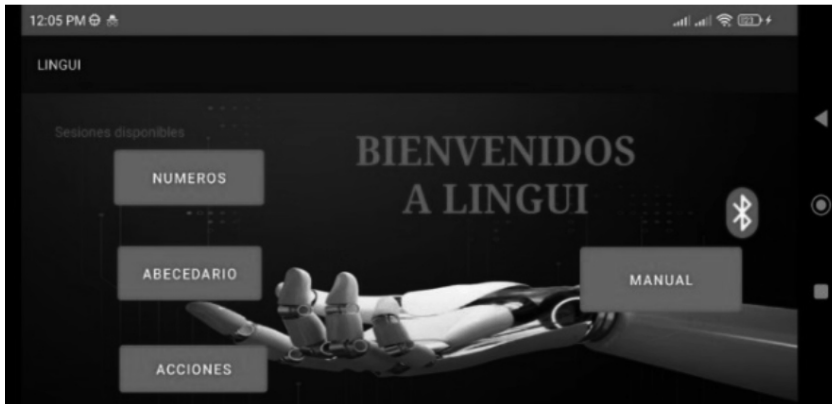 12:05 PM
LINGUI
Sesiones disponibles
BIENVENIDOS
A LINGUI
NUMEROS
ABECEDARIO
MANUAL
ACCIONES